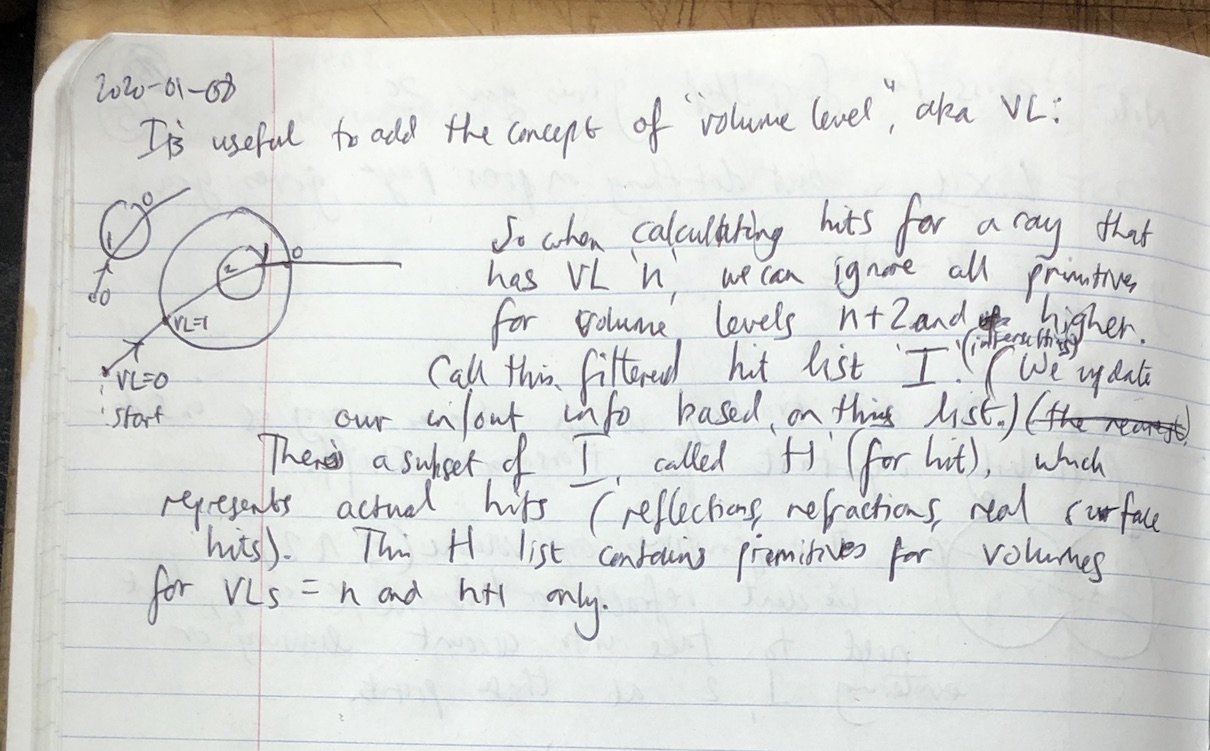 2020-01-08
It's useful to add the concept of "volume level", aka VL:
0
1
0
0
1
2
VL=1
VL=0
start
So when calculating hits for a ray that
has VL 'n', we can ignore all primitives
for volume levels n+2 and higher.
Call this filtered hit list 'I' (intersecting). (We update
our in/out info based on this list.) (the nearest)
There's a subset of I, called 'H' (for hit), which
represents actual hits (reflections, refractions, real surface
hits). This H list contains primitives for volumes
for VLs = n and n+1 only.